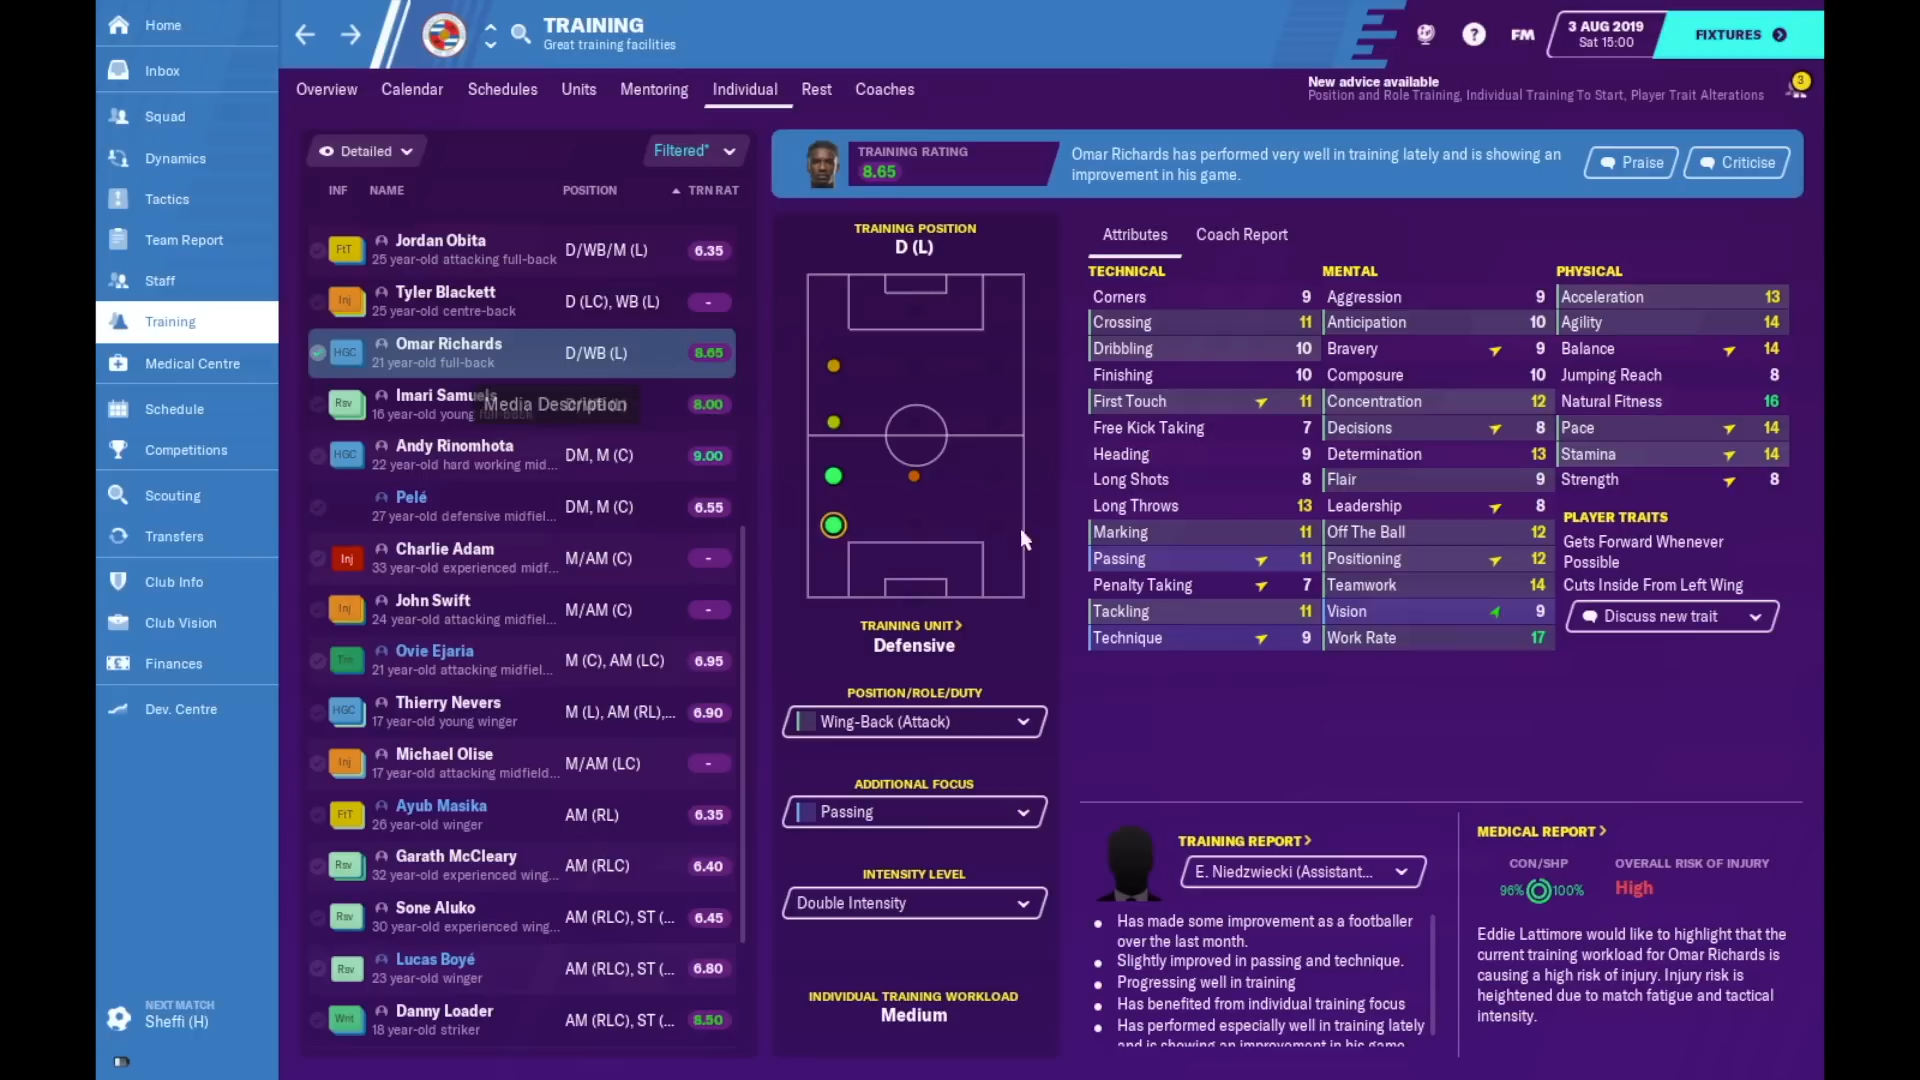 Home
Inbox
Squad
Dynamics
Tactics
Team Report
Staff
Training
Medical Centre
Schedule
Competitions
Scouting
Transfers
Club Info
Club Vision
Finances
Dev. Centre
NEXT MATCH
Sheffi (H)
TRAINING
Great training facilities
FM
3 AUG 2019
Sat 15:00
FIXTURES
Overview
Calendar
Schedules
Units
Mentoring
Individual
Rest
Coaches
New advice available
Position and Role Training, Individual Training To Start, Player Trait Alterations
3
Detailed
Filtered*
INF NAME POSITION TRN RAT
FtT Jordan Obita D/WB/M (L) 6.35
25 year-old attacking full-back
Inj Tyler Blackett D (LC), WB (L) -
25 year-old centre-back
HGC Omar Richards D/WB (L) 8.65
21 year-old full-back
Rsv Imari Samuels 8.00
16 year-old young full-back
Media Description
HGC Andy Rinomhota DM, M (C) 9.00
22 year-old hard working mid...
Pelé DM, M (C) 6.55
27 year-old defensive midfiel...
Inj Charlie Adam M/AM (C) -
33 year-old experienced midf...
Inj John Swift M/AM (C) -
24 year-old attacking midfiel...
Trn Ovie Ejaria M (C), AM (LC) 6.95
21 year-old attacking midfiel...
HGC Thierry Nevers M (L), AM (RL),... 6.90
17 year-old young winger
Inj Michael Olise M/AM (LC) -
17 year-old attacking midfield...
FtT Ayub Masika AM (RL) 6.35
26 year-old winger
Rsv Garath McCleary AM (RLC) 6.40
32 year-old experienced wing...
Rsv Sone Aluko AM (RLC), ST (... 6.45
30 year-old experienced wing...
Rsv Lucas Boyé AM (RLC), ST (... 6.80
23 year-old winger
Wnt Danny Loader AM (RLC), ST (... 8.50
18 year-old striker
TRAINING RATING
8.65
Omar Richards has performed very well in training lately and is showing an
improvement in his game.
Praise
Criticise
TRAINING POSITION
D (L)
TRAINING UNIT >
Defensive
POSITION/ROLE/DUTY
Wing-Back (Attack)
ADDITIONAL FOCUS
Passing
INTENSITY LEVEL
Double Intensity
INDIVIDUAL TRAINING WORKLOAD
Medium
Attributes
Coach Report
TECHNICAL
Corners 9
Crossing 11
Dribbling 10
Finishing 10
First Touch 11
Free Kick Taking 7
Heading 9
Long Shots 8
Long Throws 13
Marking 11
Passing 11
Penalty Taking 7
Tackling 11
Technique 9
MENTAL
Aggression 9
Anticipation 10
Bravery 9
Composure 10
Concentration 12
Decisions 8
Determination 13
Flair 9
Leadership 8
Off The Ball 12
Positioning 12
Teamwork 14
Vision 9
Work Rate 17
PHYSICAL
Acceleration 13
Agility 14
Balance 14
Jumping Reach 8
Natural Fitness 16
Pace 14
Stamina 14
Strength 8
PLAYER TRAITS
Gets Forward Whenever
Possible
Cuts Inside From Left Wing
Discuss new trait
TRAINING REPORT >
E. Niedzwiecki (Assistant...
Has made some improvement as a footballer
over the last month.
Slightly improved in passing and technique.
Progressing well in training
Has benefited from individual training focus
Has performed especially well in training lately
and is showing an improvement in his game
MEDICAL REPORT >
CON/SHP
96% 100%
OVERALL RISK OF INJURY
High
Eddie Lattimore would like to highlight that the
current training workload for Omar Richards is
causing a high risk of injury. Injury risk is
heightened due to match fatigue and tactical
intensity.